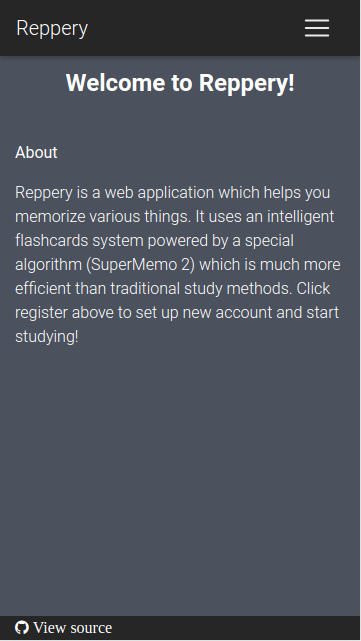 Reppery
Welcome to Reppery!
About
Reppery is a web application which helps you
memorize various things. It uses an intelligent
flashcards system powered by a special
algorithm (SuperMemo 2) which is much more
efficient than traditional study methods. Click
register above to set up new account and start
studying!
View source